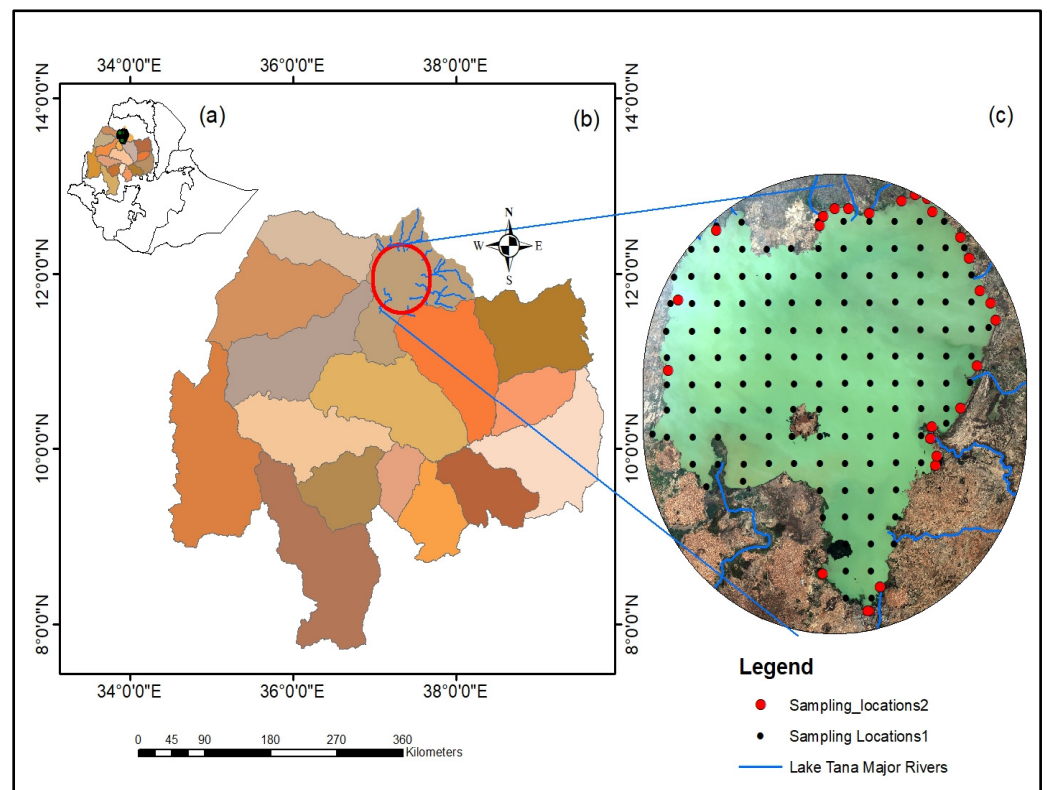 34°0'0"E 36°0'0"E 38°0'0"E
14°0'0"N
12°0'0"N
10°0'0"N
8°0'0"N
(a)
(b)
N
W E
S
34°0'0"E 36°0'0"E 38°0'0"E
0 45 90 180 270 360
Kilometers
14°0'0"N
12°0'0"N
10°0'0"N
8°0'0"N
(c)
Legend
Sampling_locations2
Sampling Locations1
Lake Tana Major Rivers